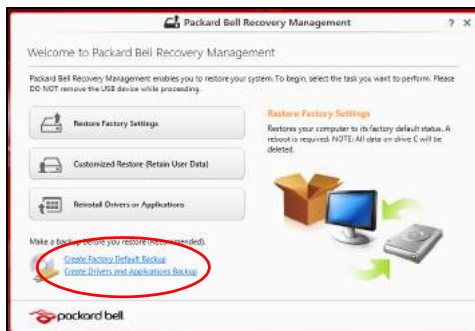 Packard Bell Recovery Management
? X
Welcome to Packard Bell Recovery Management
Packard Bell Recovery Management enables you to restore your system. To begin, select the task you want to perform. Please
DO NOT remove the USB device while proceeding.
Restore Factory Settings
Customized Restore (Retain User Data)
Reinstall Drivers or Applications
Restore Factory Settings
Restores your computer to its factory default status. A
reboot is required. NOTE: All data on drive C will be
deleted.
Make a backup before you restore (Recommended).
Create Factory Default Backup
Create Drivers and Applications Backup
packard bell